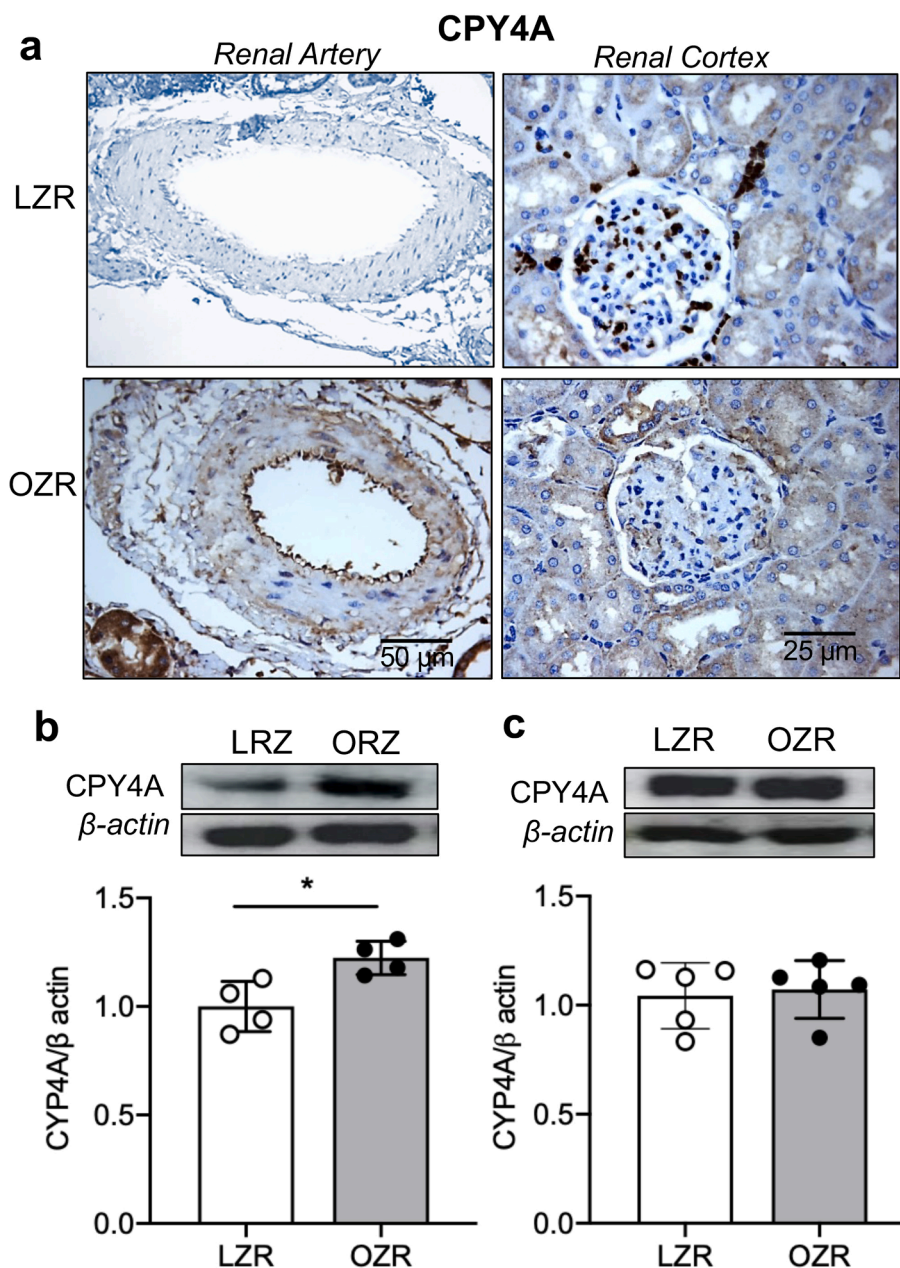 CPY4A
a
Renal Artery
Renal Cortex
LZR
OZR
50 µm
25 µm
b
LRZ ORZ
CPY4A
β-actin
*
1.5
1.0
0.5
0.0
CYP4A/β actin
LZR OZR
c
LZR OZR
CPY4A
β-actin
1.5
1.0
0.5
0.0
CYP4A/β actin
LZR OZR